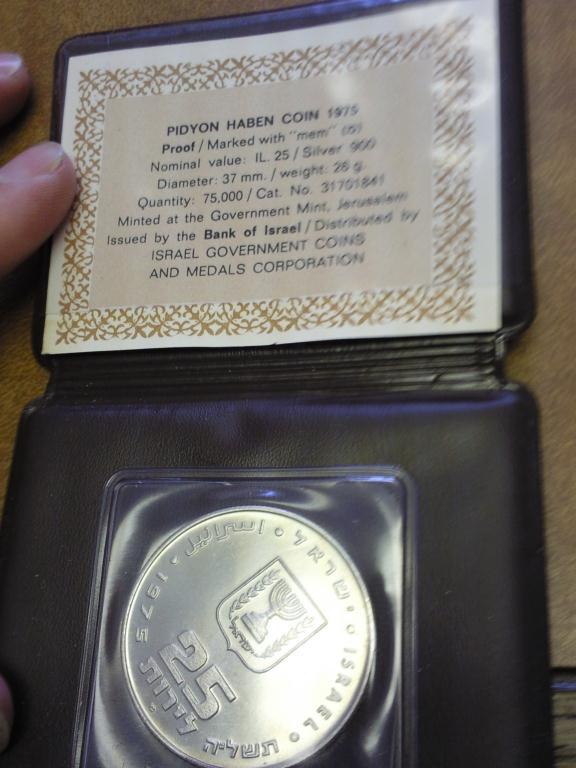 PIDYON HABEN COIN 1975
Proof / Marked with "mem" (מ)
Nominal value: IL. 25 / Silver 900
Diameter: 37 mm. / weight: 26 g.
Quantity: 75,000 / Cat. No. 31701841
Minted at the Government Mint, Jerusalem
Issued by the Bank of Israel / Distributed by
ISRAEL GOVERNMENT COINS
AND MEDALS CORPORATION
ישראל
ISRAEL
اسرائيل
1975
ישראל
25
לירות
תשל"ה